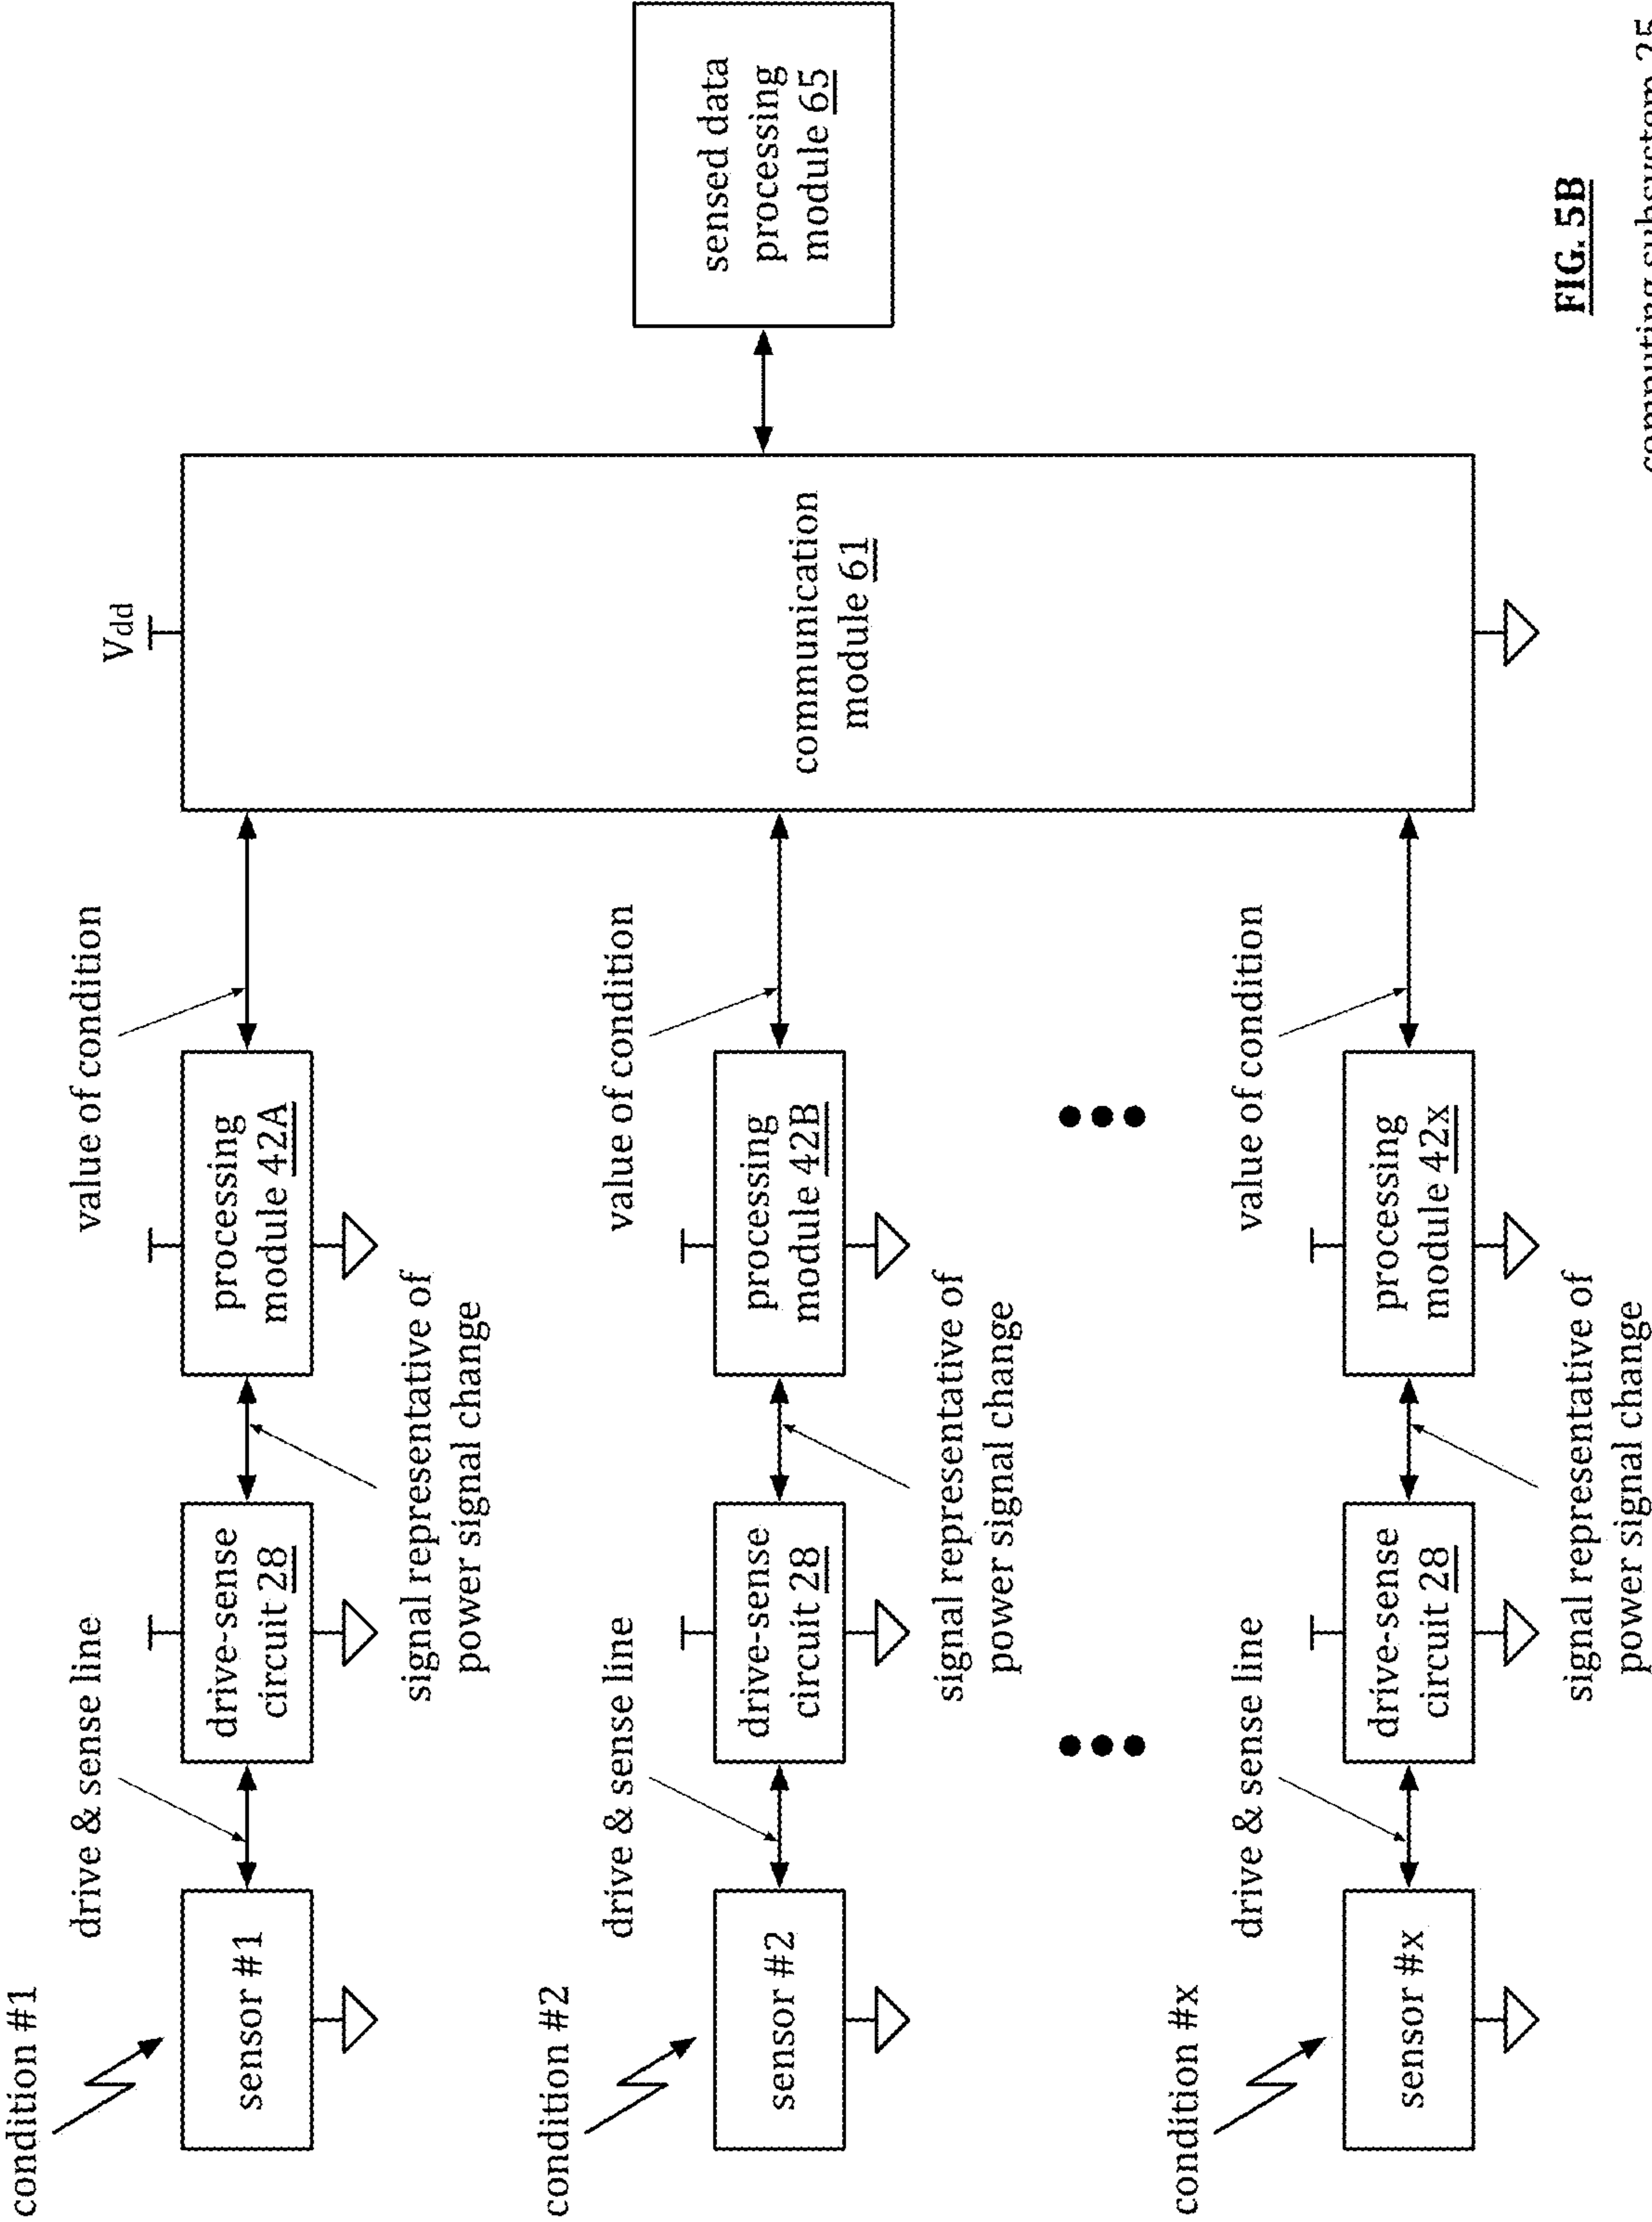 condition #1
drive & sense line
value of condition
Vdd
sensor #1
drive-sense
circuit 28
processing
module 42A
signal representative of
power signal change
condition #2
drive & sense line
value of condition
sensor #2
drive-sense
circuit 28
processing
module 42B
signal representative of
power signal change
communication
module 61
sensed data
processing
module 65
condition #x
drive & sense line
value of condition
sensor #x
drive-sense
circuit 28
processing
module 42x
signal representative of
power signal change
FIG. 5B
computing subsystem 25